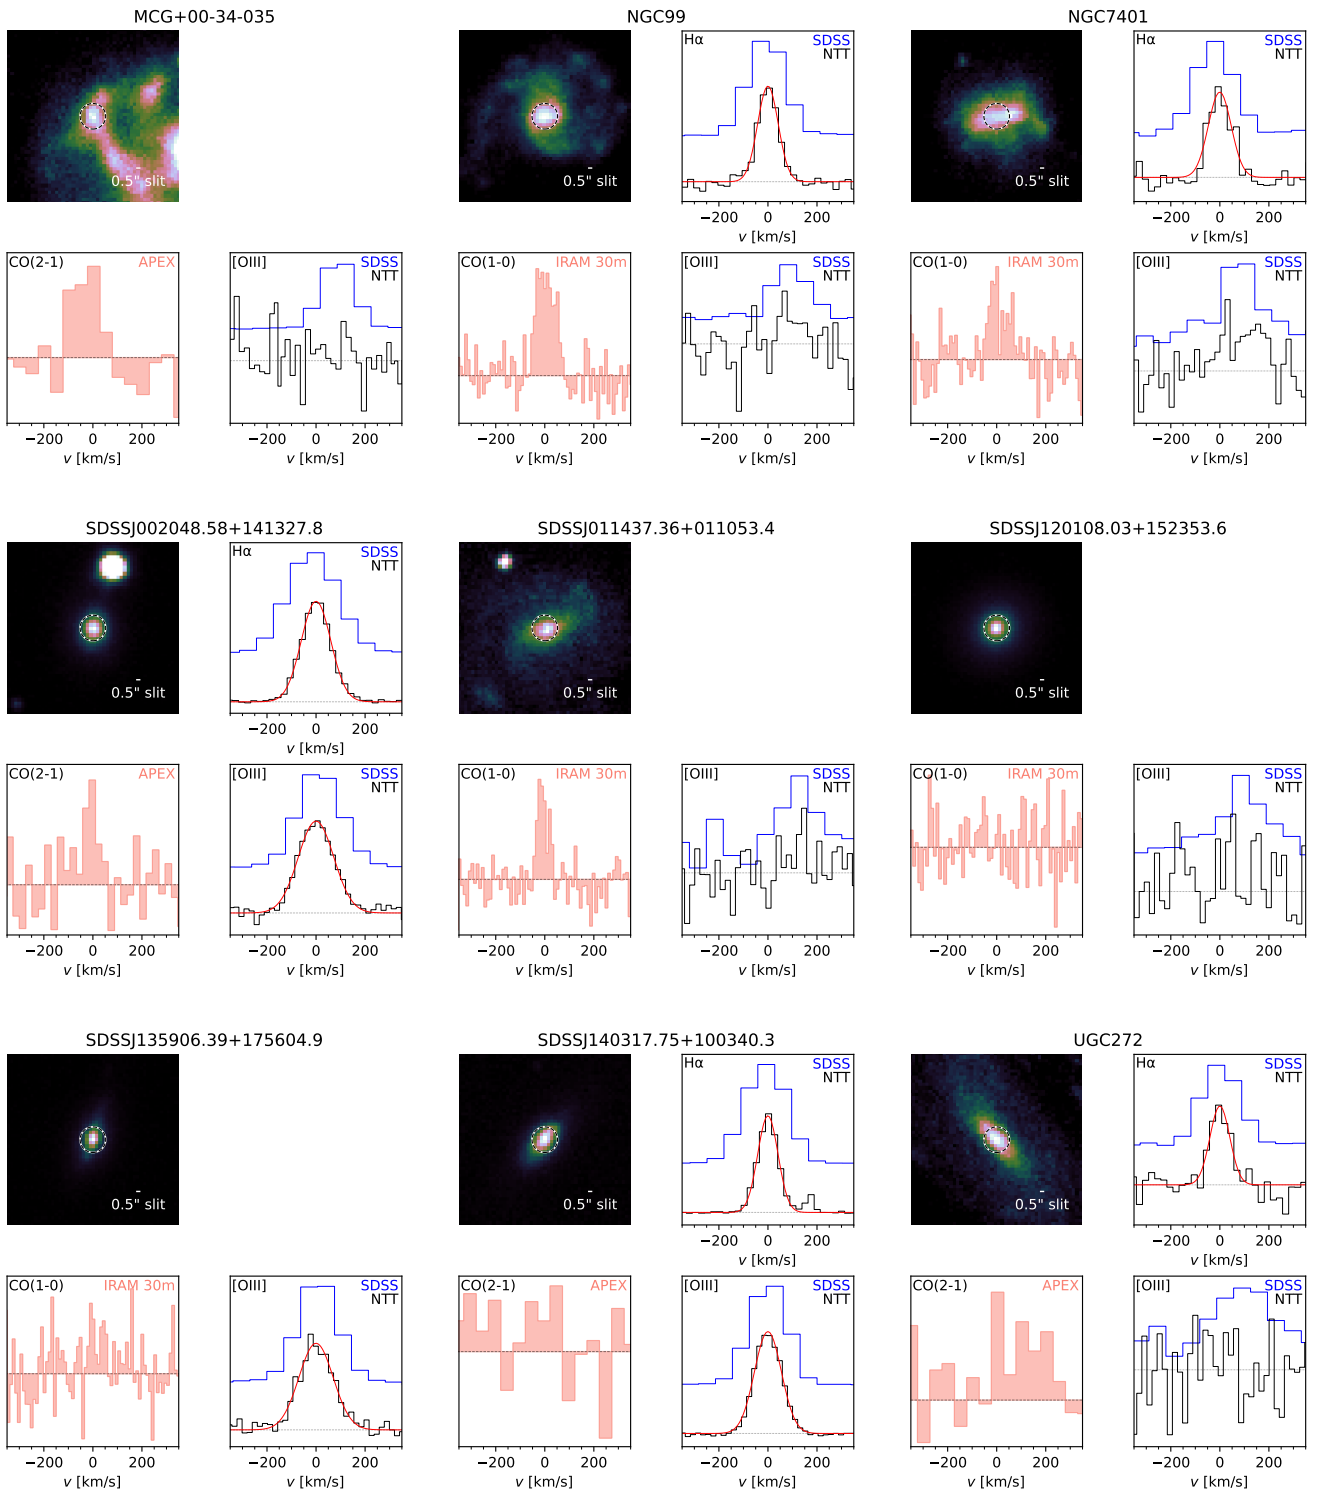 MCG+00-34-035
0.5" slit
CO(2-1) APEX
−200 0 200
v [km/s]
[OIII] SDSS
NTT
−200 0 200
v [km/s]
NGC99
0.5" slit
Hα SDSS
NTT
−200 0 200
v [km/s]
CO(1-0) IRAM 30m
−200 0 200
v [km/s]
[OIII] SDSS
NTT
−200 0 200
v [km/s]
NGC7401
0.5" slit
Hα SDSS
NTT
−200 0 200
v [km/s]
CO(1-0) IRAM 30m
−200 0 200
v [km/s]
[OIII] SDSS
NTT
−200 0 200
v [km/s]
SDSSJ002048.58+141327.8
0.5" slit
Hα SDSS
NTT
−200 0 200
v [km/s]
CO(2-1) APEX
−200 0 200
v [km/s]
[OIII] SDSS
NTT
−200 0 200
v [km/s]
SDSSJ011437.36+011053.4
0.5" slit
CO(1-0) IRAM 30m
−200 0 200
v [km/s]
[OIII] SDSS
NTT
−200 0 200
v [km/s]
SDSSJ120108.03+152353.6
0.5" slit
CO(1-0) IRAM 30m
−200 0 200
v [km/s]
[OIII] SDSS
NTT
−200 0 200
v [km/s]
SDSSJ135906.39+175604.9
0.5" slit
CO(1-0) IRAM 30m
−200 0 200
v [km/s]
[OIII] SDSS
NTT
−200 0 200
v [km/s]
SDSSJ140317.75+100340.3
0.5" slit
Hα SDSS
NTT
−200 0 200
v [km/s]
CO(2-1) APEX
−200 0 200
v [km/s]
[OIII] SDSS
NTT
−200 0 200
v [km/s]
UGC272
0.5" slit
Hα SDSS
NTT
−200 0 200
v [km/s]
CO(2-1) APEX
−200 0 200
v [km/s]
[OIII] SDSS
NTT
−200 0 200
v [km/s]